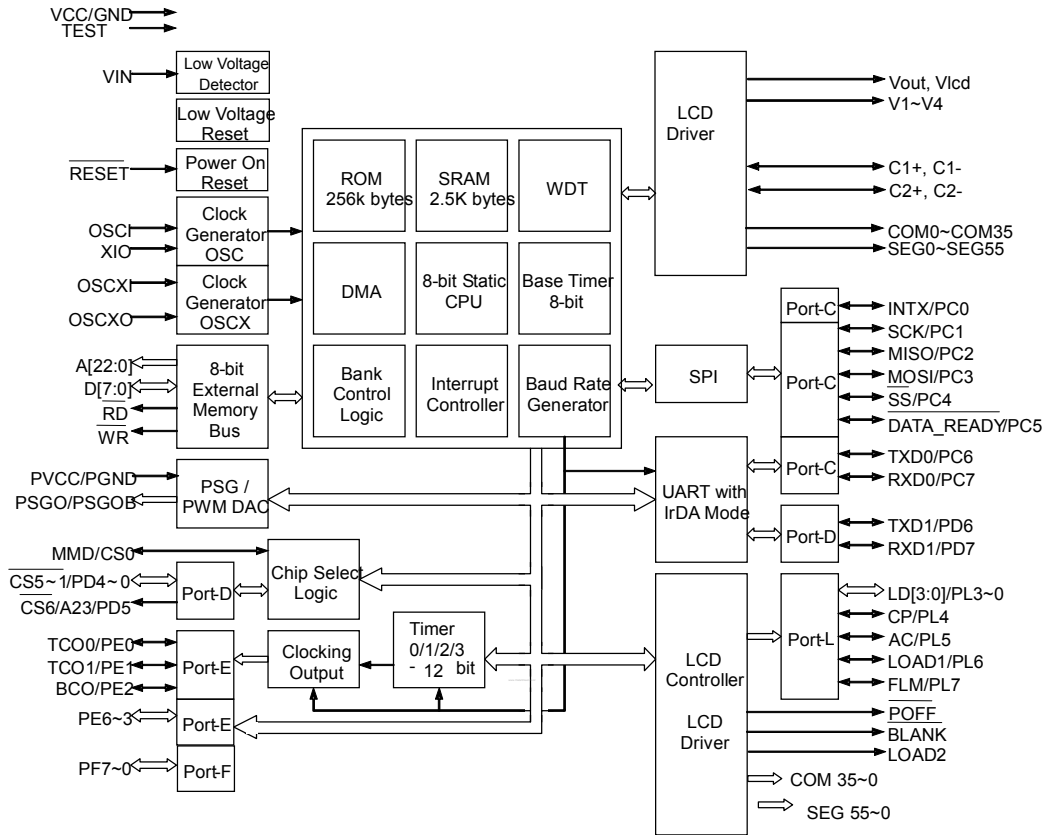 VCC/GND
TEST
VIN
Low Voltage
Detector
Low Voltage
Reset
RESET
Power On
Reset
OSCI
XIO
Clock
Generator
OSC
OSCXI
OSCXO
Clock
Generator
OSCX
A[22:0]
D[7:0]
RD
WR
8-bit
External
Memory
Bus
PVCC/PGND
PSGO/PSGOB
PSG /
PWM DAC
MMD/CS0
CS5~1/PD4~0
CS6/A23/PD5
Port-D
Chip Select
Logic
TCO0/PE0
TCO1/PE1
BCO/PE2
Port-E
Clocking
Output
Timer
0/1/2/3
- 12 bit
PE6~3
Port-E
PF7~0
Port-F
ROM
256k bytes
SRAM
2.5K bytes
WDT
DMA
8-bit Static
CPU
Base Timer
8-bit
Bank
Control
Logic
Interrupt
Controller
Baud Rate
Generator
LCD
Driver
Vout, Vlcd
V1~V4
C1+, C1-
C2+, C2-
COM0~COM35
SEG0~SEG55
SPI
Port-C
INTX/PC0
Port-C
SCK/PC1
MISO/PC2
MOSI/PC3
SS/PC4
DATA_READY/PC5
UART with
IrDA Mode
Port-C
TXD0/PC6
RXD0/PC7
Port-D
TXD1/PD6
RXD1/PD7
LCD
Controller
LCD
Driver
Port-L
LD[3:0]/PL3~0
CP/PL4
AC/PL5
LOAD1/PL6
FLM/PL7
POFF
BLANK
LOAD2
COM 35~0
SEG 55~0